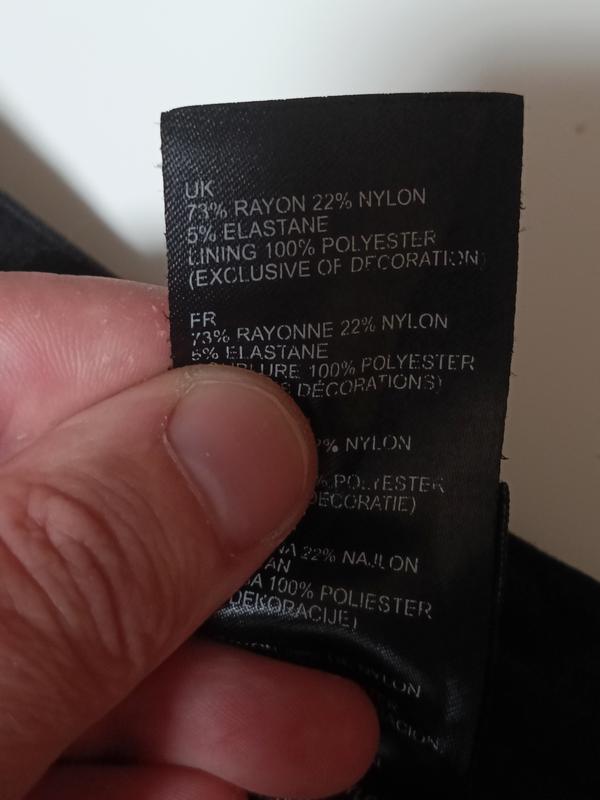 UK
73% RAYON 22% NYLON
5% ELASTANE
LINING 100% POLYESTER
(EXCLUSIVE OF DECORATION)
FR
73% RAYONNE 22% NYLON
5% ELASTANE
100% POLYESTER
DÉCORATIONS)
NYLON
POLYESTER
DECORATIE)
22% NAJLON
100% POLIESTER
DEKORACIJE)
NYLON